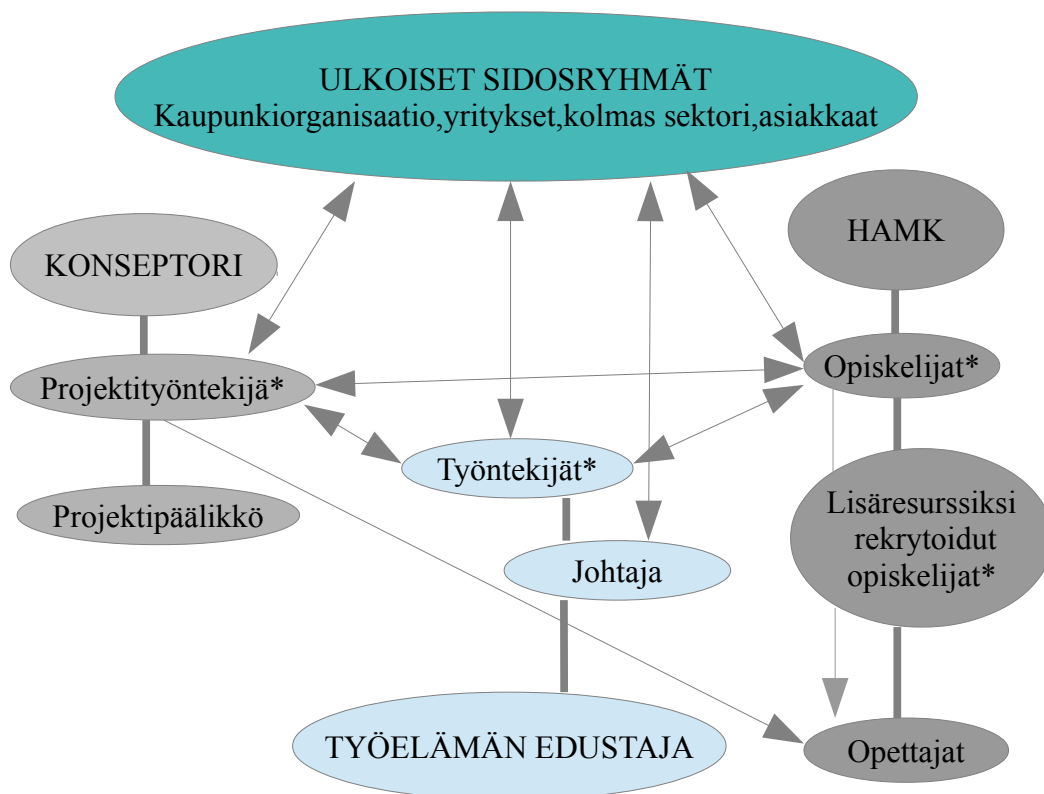 ULKOISET SIDOSRYHMÄT
Kaupunkiorganisaatio,yritykset,kolmas sektori,asiakkaat
HAMK
KONSEPTORI
Opiskelijat*
Projektityöntekijä*
Työntekijät*
Projektipäälikkö
Lisäresurssiksi
rekrytoidut
opiskelijat*
Johtaja
TYÖELÄMÄN EDUSTAJA
Opettajat